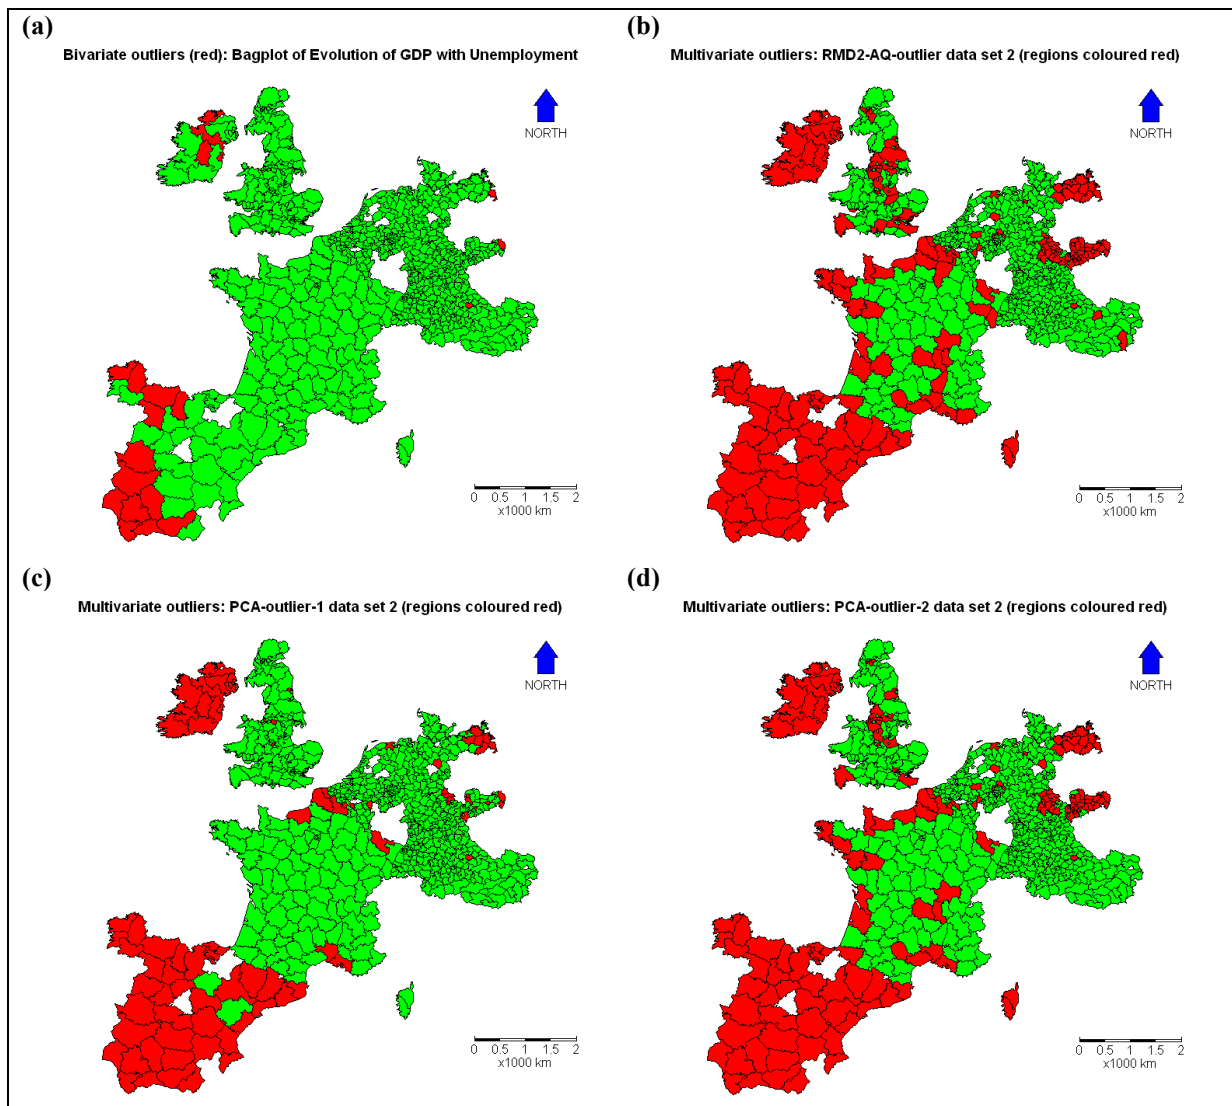 (a)
Bivariate outliers (red): Bagplot of Evolution of GDP with Unemployment
NORTH
0 0.5 1 1.5 2
x1000 km
(b)
Multivariate outliers: RMD2-AQ-outlier data set 2 (regions coloured red)
NORTH
0 0.5 1 1.5 2
x1000 km
(c)
Multivariate outliers: PCA-outlier-1 data set 2 (regions coloured red)
NORTH
0 0.5 1 1.5 2
x1000 km
(d)
Multivariate outliers: PCA-outlier-2 data set 2 (regions coloured red)
NORTH
0 0.5 1 1.5 2
x1000 km